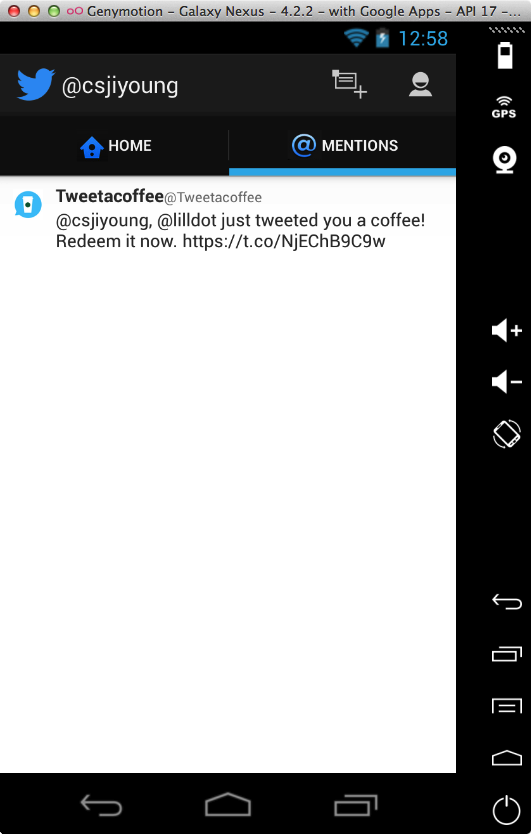 Genymotion - Galaxy Nexus - 4.2.2 - with Google Apps - API 17 -...
12:58
@csjiyoung
GPS
HOME
@ MENTIONS
Tweetacoffee@Tweetacoffee
@csjiyoung, @lilldot just tweeted you a coffee!
Redeem it now. https://t.co/NjEChB9C9w